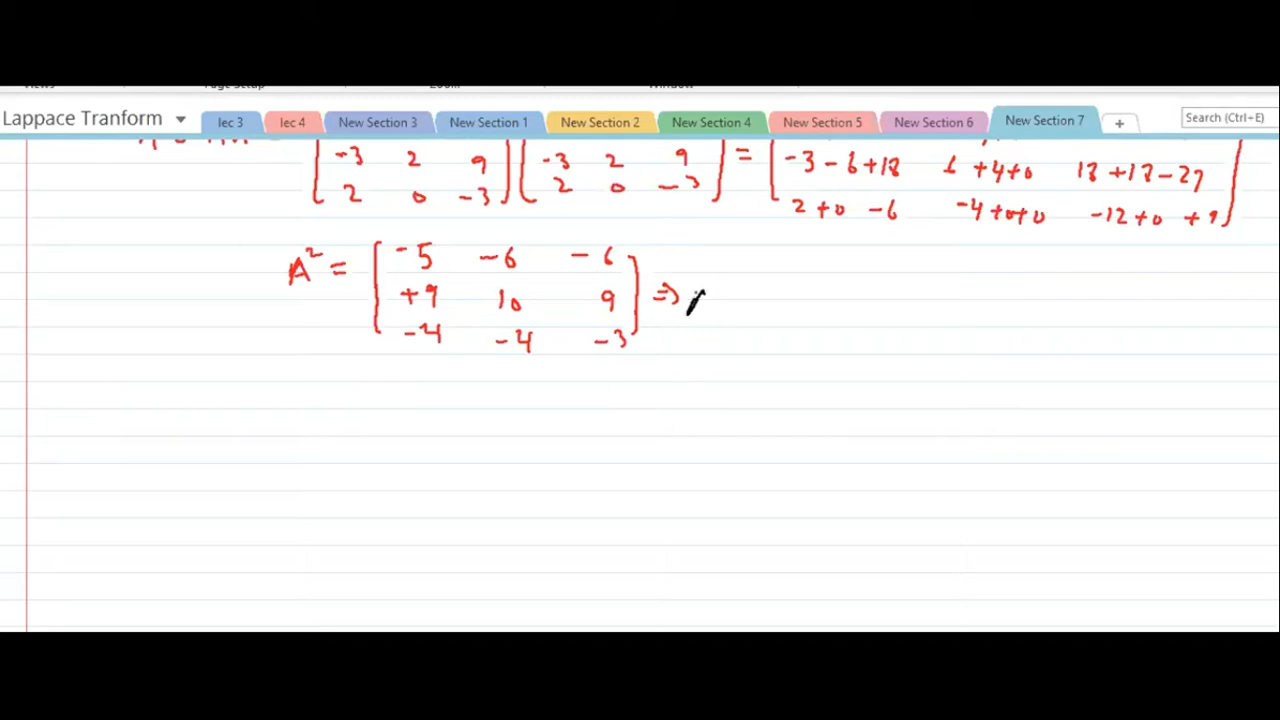 Lappace Tranform lec 3 lec 4 New Section 3 New Section 1 New Section 2 New Section 4 New Section 5 New Section 6 New Section 7 + Search (Ctrl+E)
-3 2 9 -3 2 9 = -3 -6 +18 6 +4+0 18 +18 -27
2 0 -3 2 0 -3 2 +0 -6 -4+0+0 -12 +0 +9
-5 -6 -6
A² = +9 10 9 =>
-4 -4 -3